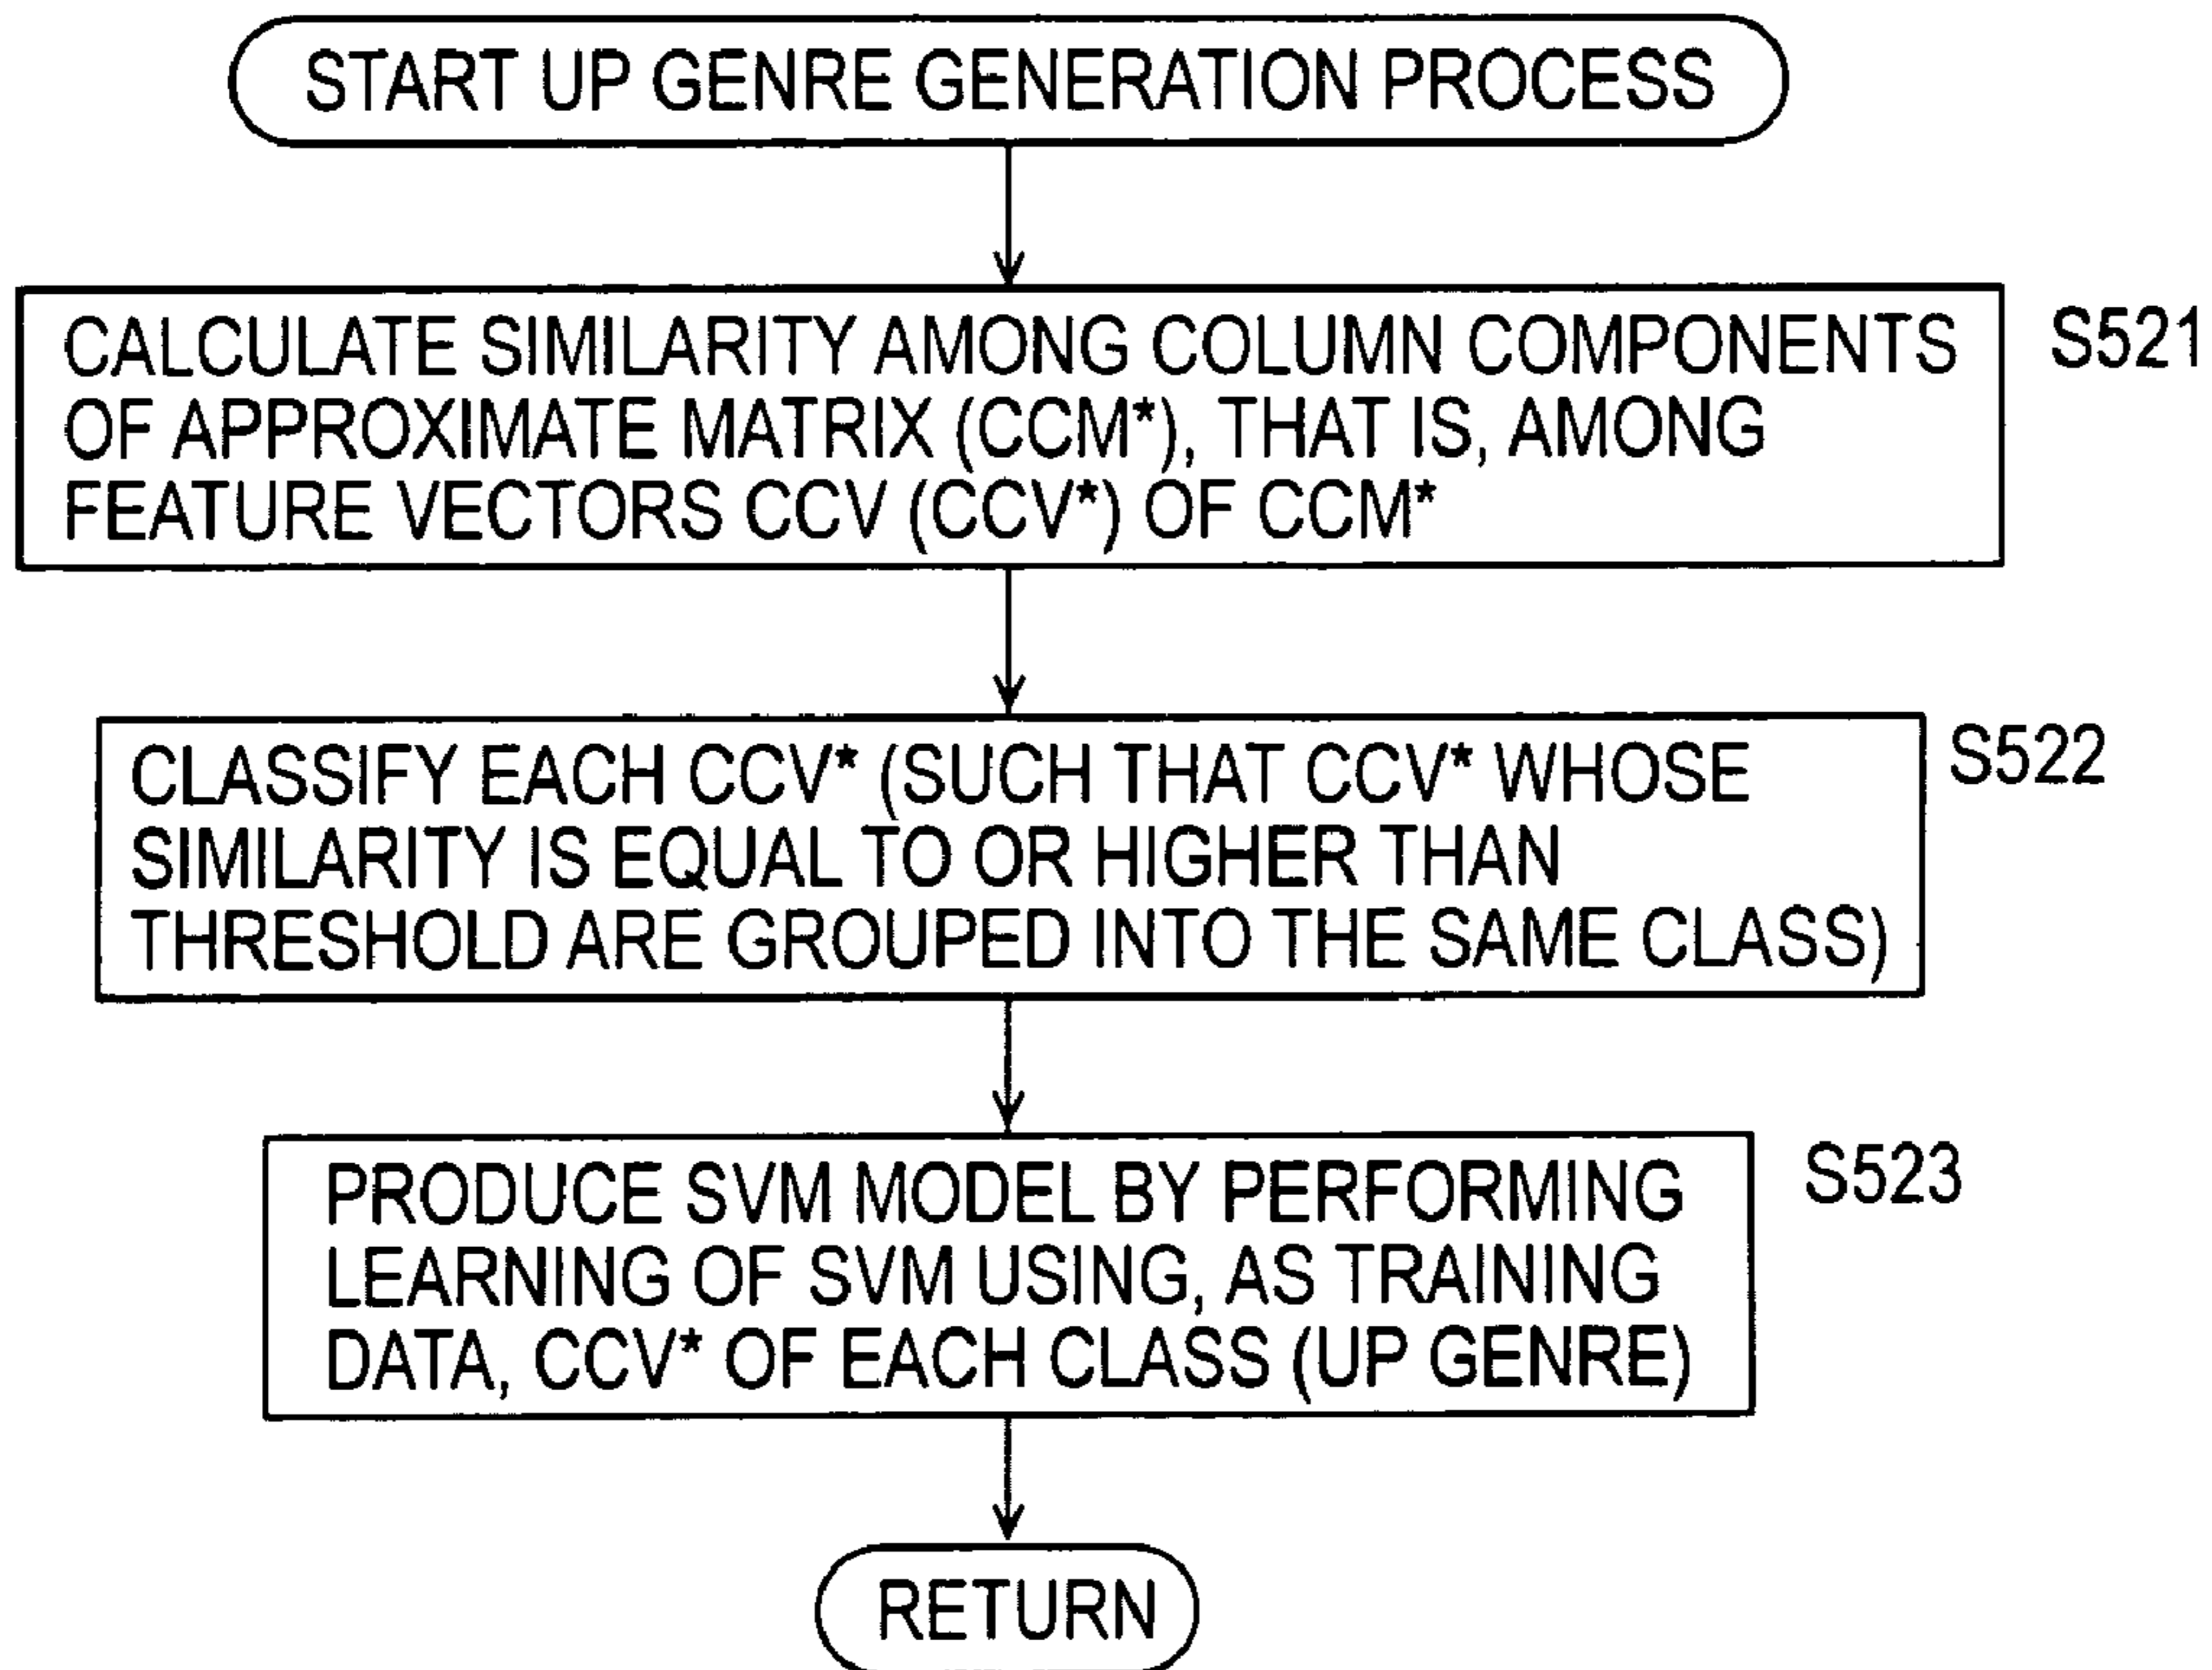 START UP GENRE GENERATION PROCESS
CALCULATE SIMILARITY AMONG COLUMN COMPONENTS
OF APPROXIMATE MATRIX (CCM*), THAT IS, AMONG
FEATURE VECTORS CCV (CCV*) OF CCM*
S521
CLASSIFY EACH CCV* (SUCH THAT CCV* WHOSE
SIMILARITY IS EQUAL TO OR HIGHER THAN
THRESHOLD ARE GROUPED INTO THE SAME CLASS)
S522
PRODUCE SVM MODEL BY PERFORMING
LEARNING OF SVM USING, AS TRAINING
DATA, CCV* OF EACH CLASS (UP GENRE)
S523
RETURN